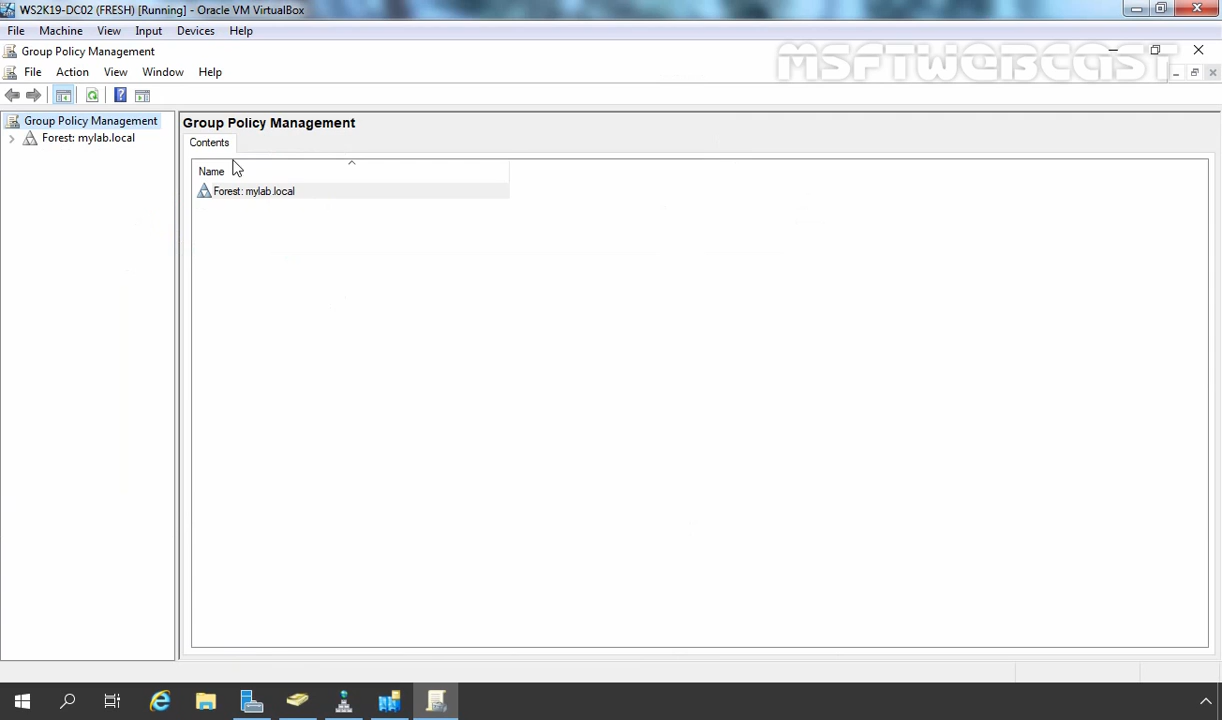 WS2K19-DC02 (FRESH) [Running] - Oracle VM VirtualBox
File Machine View Input Devices Help
Group Policy Management
MSFTWEBCAST
File Action View Window Help
Group Policy Management
Forest: mylab.local
Group Policy Management
Contents
Name
Forest: mylab.local